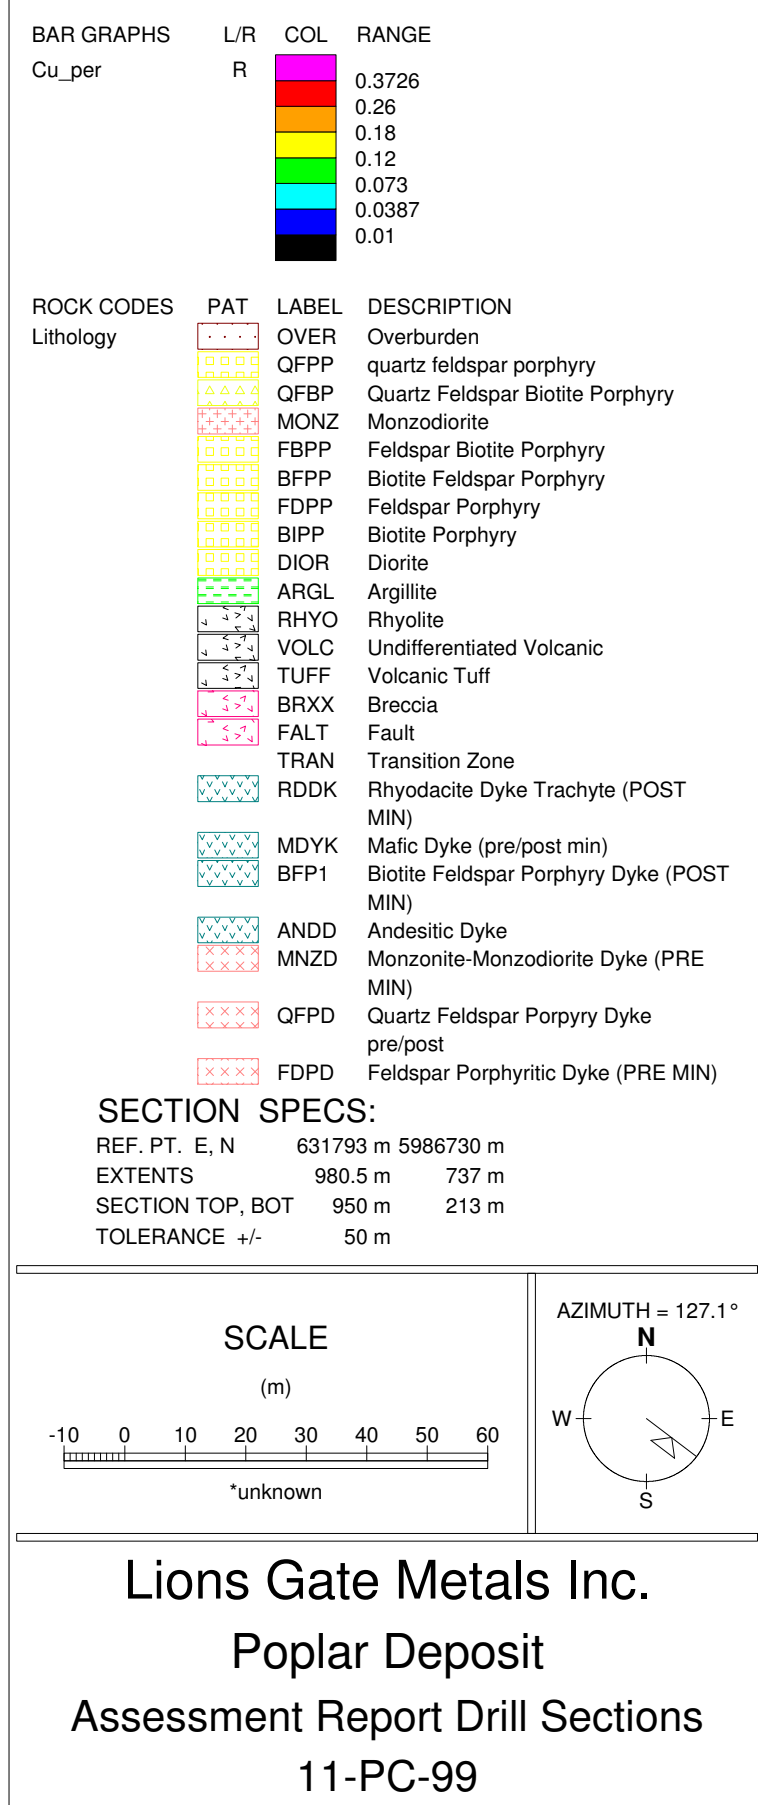 BAR GRAPHS L/R COL RANGE
Cu_per R
0.3726
0.26
0.18
0.12
0.073
0.0387
0.01
ROCK CODES PAT LABEL DESCRIPTION
Lithology OVER Overburden
QFPP quartz feldspar porphyry
QFBP Quartz Feldspar Biotite Porphyry
MONZ Monzodiorite
FBPP Feldspar Biotite Porphyry
BFPP Biotite Feldspar Porphyry
FDPP Feldspar Porphyry
BIPP Biotite Porphyry
DIOR Diorite
ARGL Argillite
RHYO Rhyolite
VOLC Undifferentiated Volcanic
TUFF Volcanic Tuff
BRXX Breccia
FALT Fault
TRAN Transition Zone
RDDK Rhyodacite Dyke Trachyte (POST
MIN)
MDYK Mafic Dyke (pre/post min)
BFP1 Biotite Feldspar Porphyry Dyke (POST
MIN)
ANDD Andesitic Dyke
MNZD Monzonite-Monzodiorite Dyke (PRE
MIN)
QFPD Quartz Feldspar Porpyry Dyke
pre/post
FDPD Feldspar Porphyritic Dyke (PRE MIN)
SECTION SPECS:
REF. PT. E, N 631793 m 5986730 m
EXTENTS 980.5 m 737 m
SECTION TOP, BOT 950 m 213 m
TOLERANCE +/- 50 m
SCALE
(m)
-10 0 10 20 30 40 50 60
*unknown
AZIMUTH = 127.1°
N
W E
S
Lions Gate Metals Inc.
Poplar Deposit
Assessment Report Drill Sections
11-PC-99